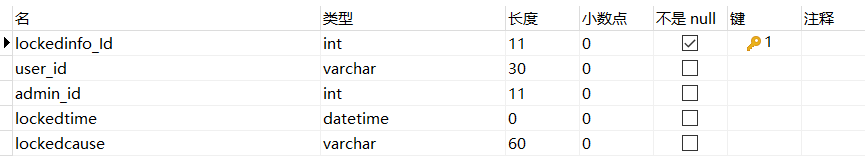 名 类型 长度 小数点 不是 null 键 注释
lockedinfo_Id int 11 0 1
user_id varchar 30 0
admin_id int 11 0
lockedtime datetime 0 0
lockedcause varchar 60 0